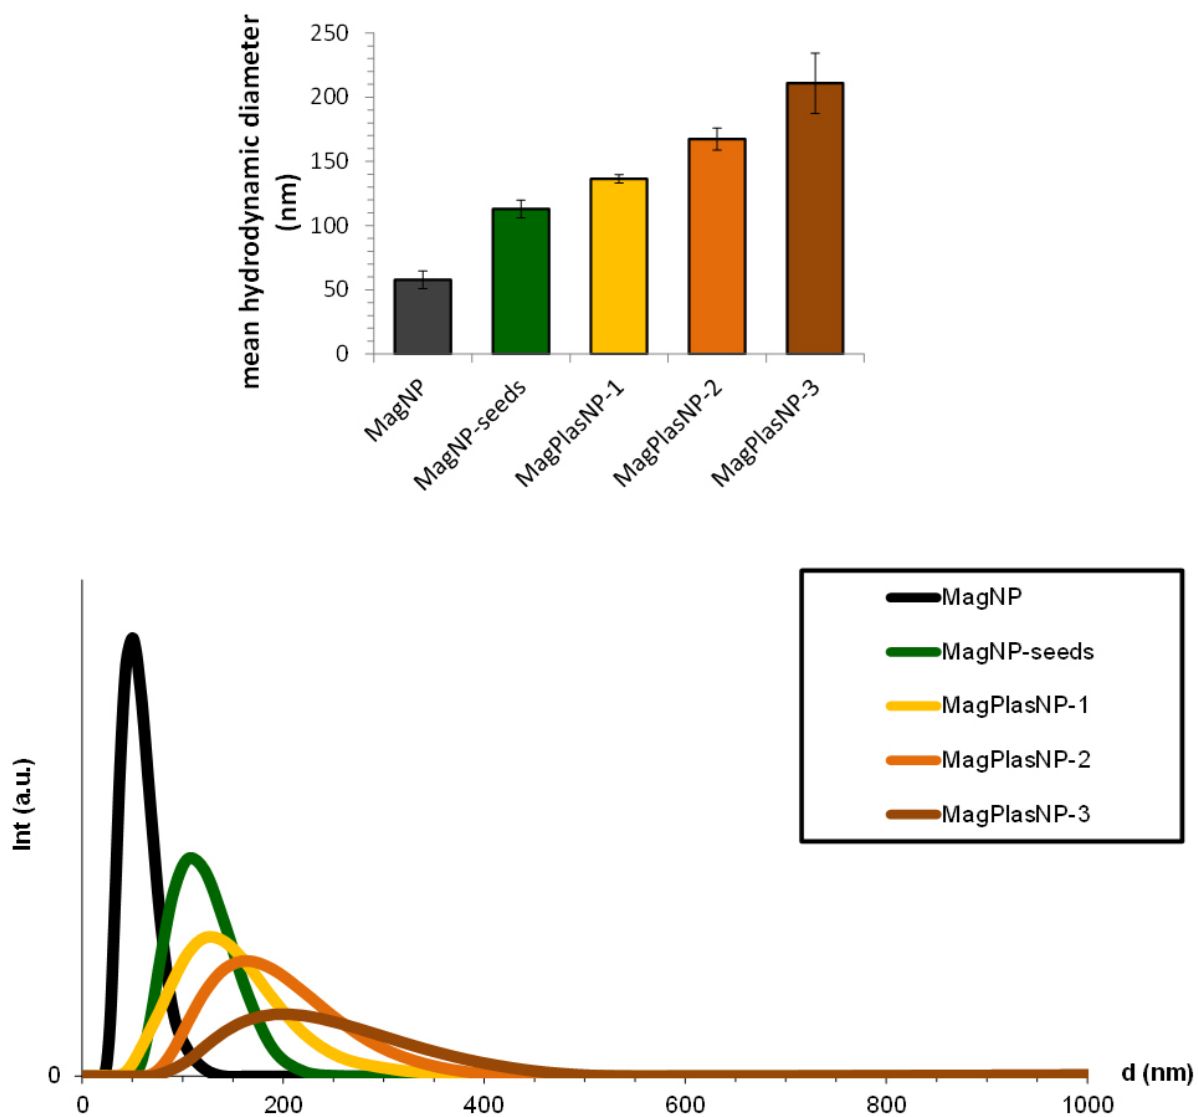 mean hydrodynamic diameter
(nm)
250
200
150
100
50
0
MagNP
MagNP-seeds
MagPlasNP-1
MagPlasNP-2
MagPlasNP-3
Int (a.u.)
MagNP
MagNP-seeds
MagPlasNP-1
MagPlasNP-2
MagPlasNP-3
0
d (nm)
0 200 400 600 800 1000